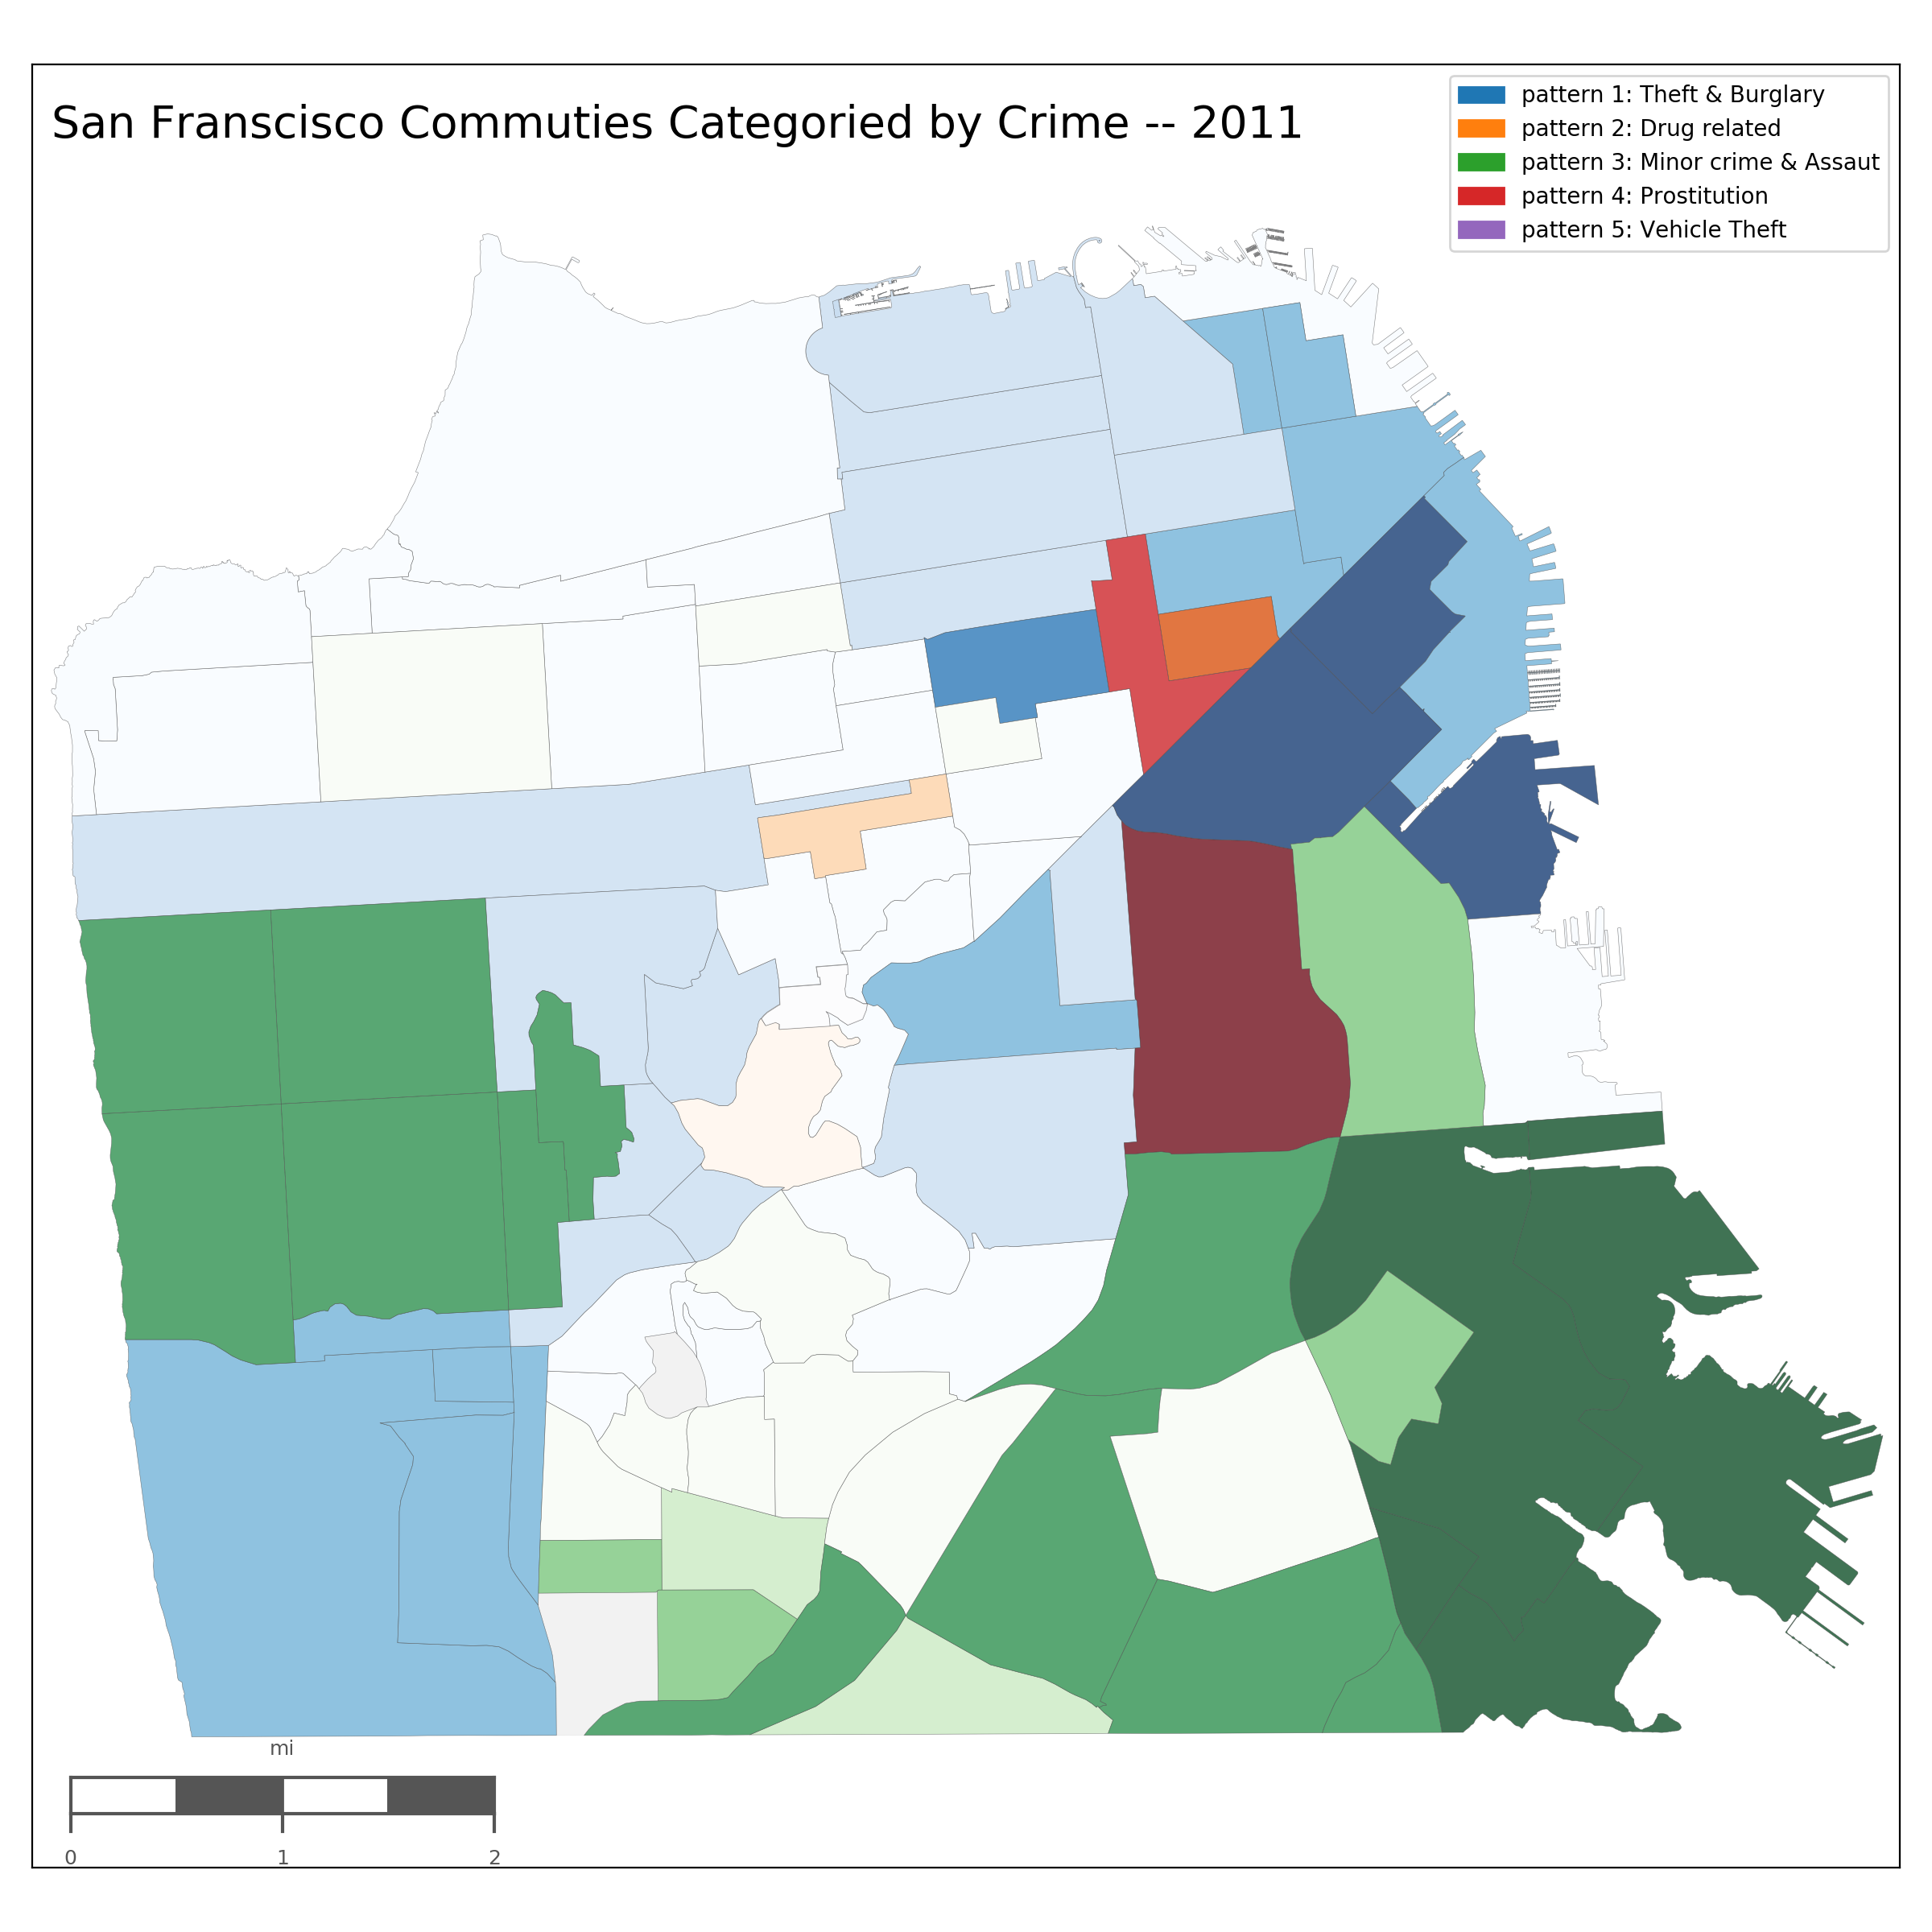 San Franscisco Commuties Categoried by Crime -- 2011
pattern 1: Theft & Burglary
pattern 2: Drug related
pattern 3: Minor crime & Assaut
pattern 4: Prostitution
pattern 5: Vehicle Theft
mi
0 1 2